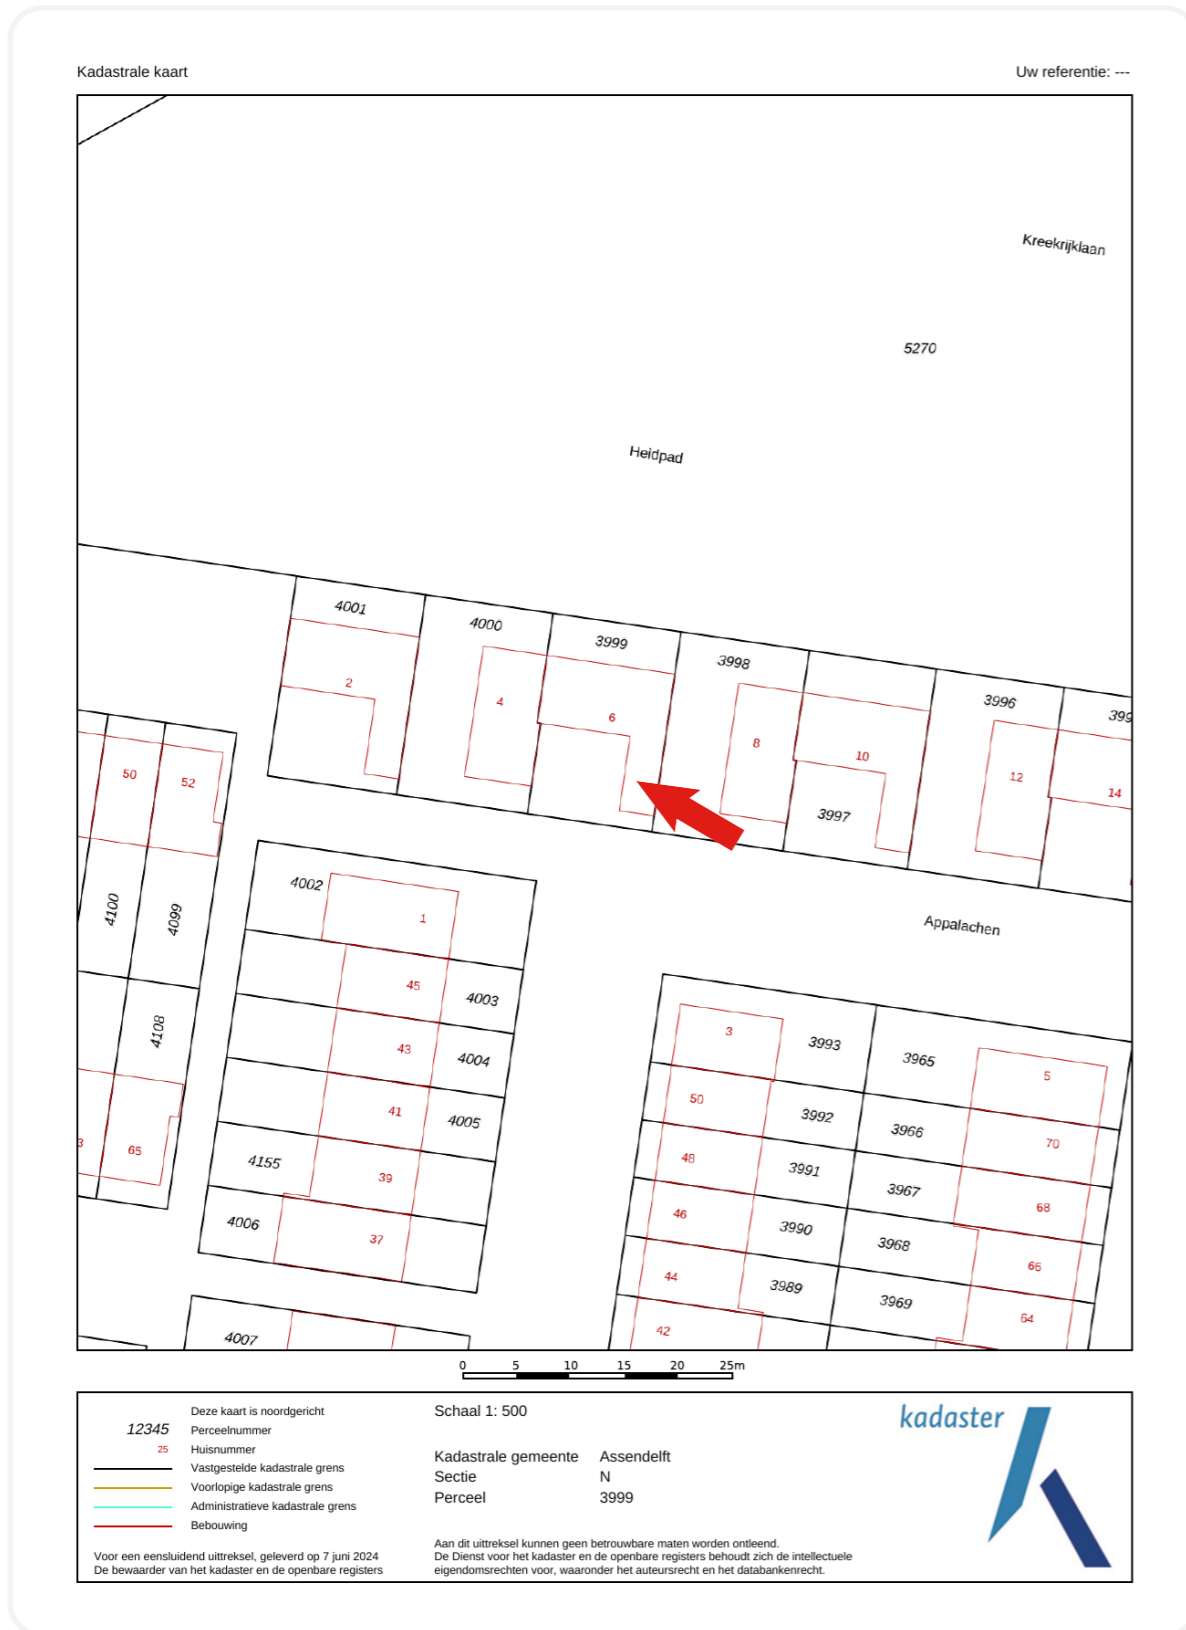 Kadastrale kaart
Uw referentie: ---
Kreekrijklaan
5270
Heidpad
4001
4000
3999
3998
3996
399
2
4
6
8
10
12
14
3997
50
52
4100
4099
4108
3
65
4002
1
45
4003
43
4004
41
4005
4155
39
4006
37
4007
Appalachen
3
3993
3965
5
50
3992
3966
70
48
3991
3967
68
46
3990
3968
66
44
3989
3969
64
42
0 5 10 15 20 25m
Deze kaart is noordgericht
12345 Perceelnummer
25 Huisnummer
Vastgestelde kadastrale grens
Voorlopige kadastrale grens
Administratieve kadastrale grens
Bebouwing
Voor een eensluidend uittreksel, geleverd op 7 juni 2024
De bewaarder van het kadaster en de openbare registers
Schaal 1: 500
Kadastrale gemeente Assendelft
Sectie N
Perceel 3999
Aan dit uittreksel kunnen geen betrouwbare maten worden ontleend.
De Dienst voor het kadaster en de openbare registers behoudt zich de intellectuele
eigendomsrechten voor, waaronder het auteursrecht en het databankenrecht.
kadaster